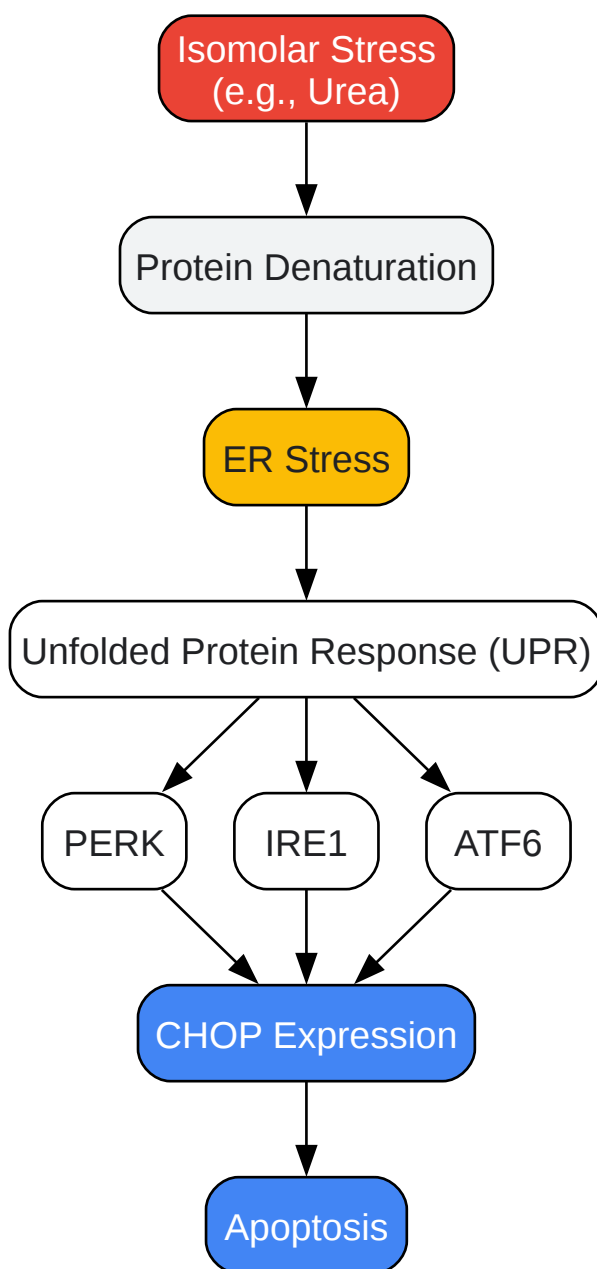 Isomolar Stress
(e.g., Urea)
Protein Denaturation
ER Stress
Unfolded Protein Response (UPR)
PERK
IRE1
ATF6
CHOP Expression
Apoptosis